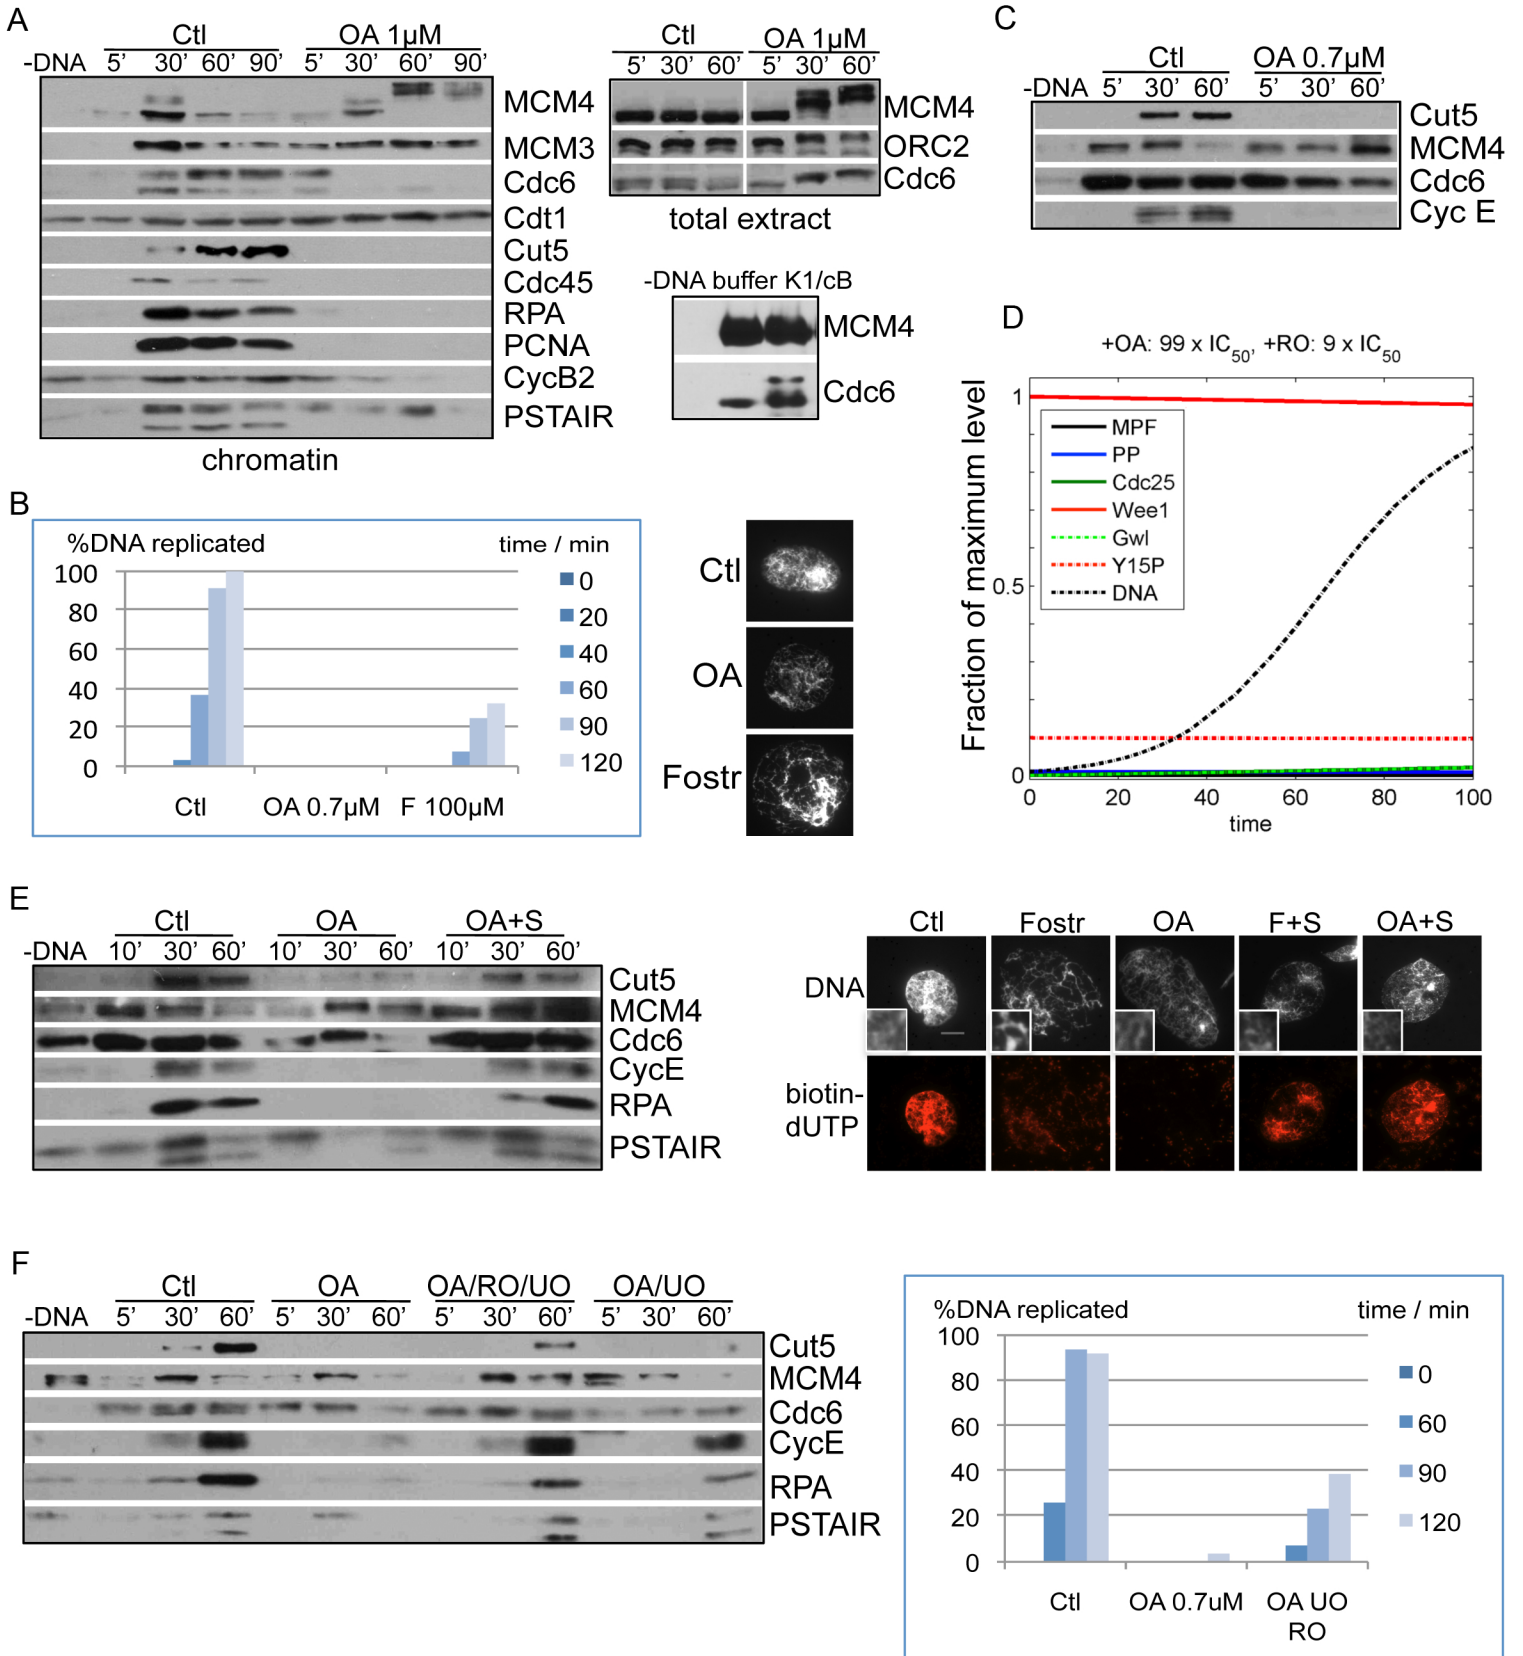 A
Ctl OA 1µM
-DNA 5’ 30’ 60’ 90’ 5’ 30’ 60’ 90’
MCM4
MCM3
Cdc6
Cdt1
Cut5
Cdc45
RPA
PCNA
CycB2
PSTAIR
chromatin
Ctl OA 1µM
5’ 30’ 60’ 5’ 30’ 60’
MCM4
ORC2
Cdc6
total extract
-DNA buffer K1/cB
MCM4
Cdc6
C
Ctl OA 0.7µM
-DNA 5’ 30’ 60’ 5’ 30’ 60’
Cut5
MCM4
Cdc6
Cyc E
B
%DNA replicated time / min
100
80
60
40
20
0
Ctl OA 0.7µM F 100µM
0
20
40
60
90
120
Ctl
OA
Fostr
D
+OA: 99 x IC50, +RO: 9 x IC50
Fraction of maximum level
1
0.5
0
MPF
PP
Cdc25
Wee1
Gwl
Y15P
DNA
0 20 40 60 80 100
time
E
Ctl OA OA+S
-DNA 10’ 30’ 60’ 10’ 30’ 60’ 10’ 30’ 60’
Cut5
MCM4
Cdc6
CycE
RPA
PSTAIR
Ctl Fostr OA F+S OA+S
DNA
biotin-
dUTP
F
Ctl OA OA/RO/UO OA/UO
-DNA 5’ 30’ 60’ 5’ 30’ 60’ 5’ 30’ 60’ 5’ 30’ 60’
Cut5
MCM4
Cdc6
CycE
RPA
PSTAIR
%DNA replicated time / min
100
80
60
40
20
0
Ctl OA 0.7uM OA UO
RO
0
60
90
120